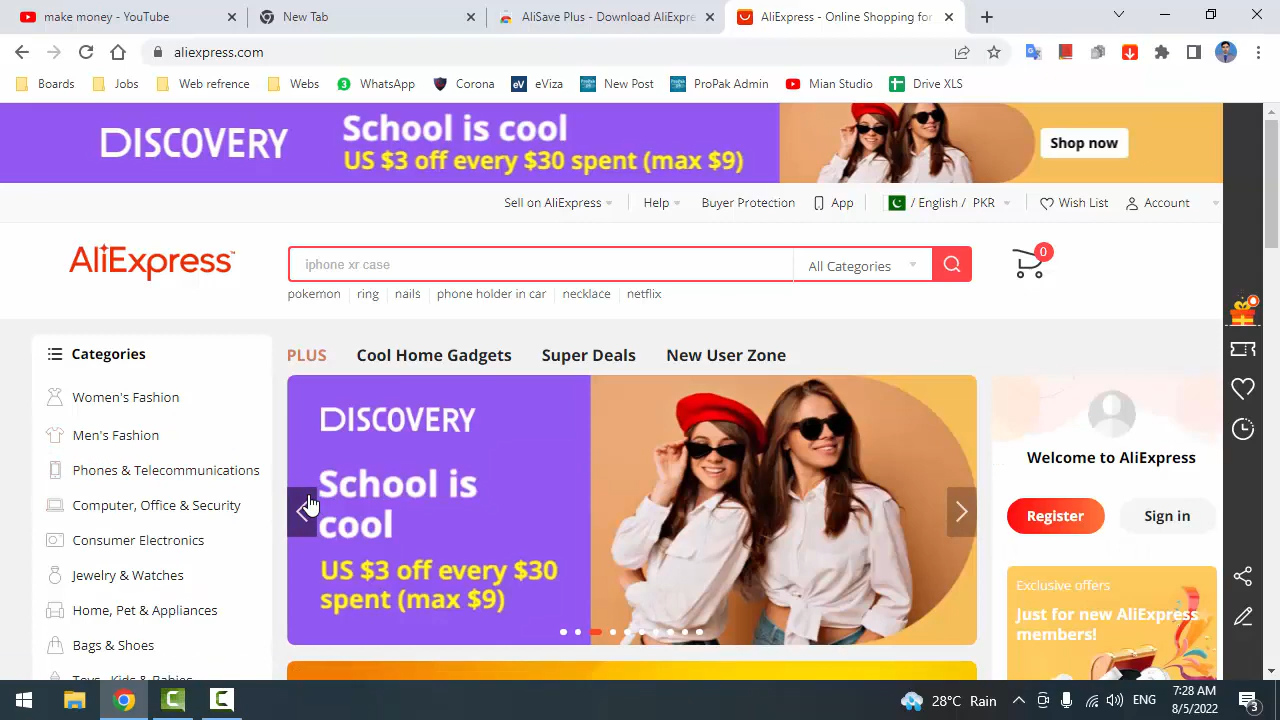 make money - YouTube
New Tab
AliSave Plus - Download AliExpre
AliExpress - Online Shopping for
aliexpress.com
Boards
Jobs
Web refrence
Webs
3
WhatsApp
Corona
eV
eViza
New Post
ProPak Admin
Mian Studio
Drive XLS
DISCOVERY
School is cool
US $3 off every $30 spent (max $9)
Shop now
Sell on AliExpress
Help
Buyer Protection
App
/ English / PKR
Wish List
Account
AliExpress
iphone xr case
All Categories
0
pokemon
ring
nails
phone holder in car
necklace
netflix
Categories
PLUS
Cool Home Gadgets
Super Deals
New User Zone
Women's Fashion
Men's Fashion
Phones & Telecommunications
Computer, Office & Security
Consumer Electronics
Jewelry & Watches
Home, Pet & Appliances
Bags & Shoes
Toys, Kids & Babies
DISCOVERY
School is
cool
US $3 off every $30
spent (max $9)
Welcome to AliExpress
Register
Sign in
Exclusive offers
Just for new AliExpress
members!
28°C Rain
ENG
7:28 AM
8/5/2022
3